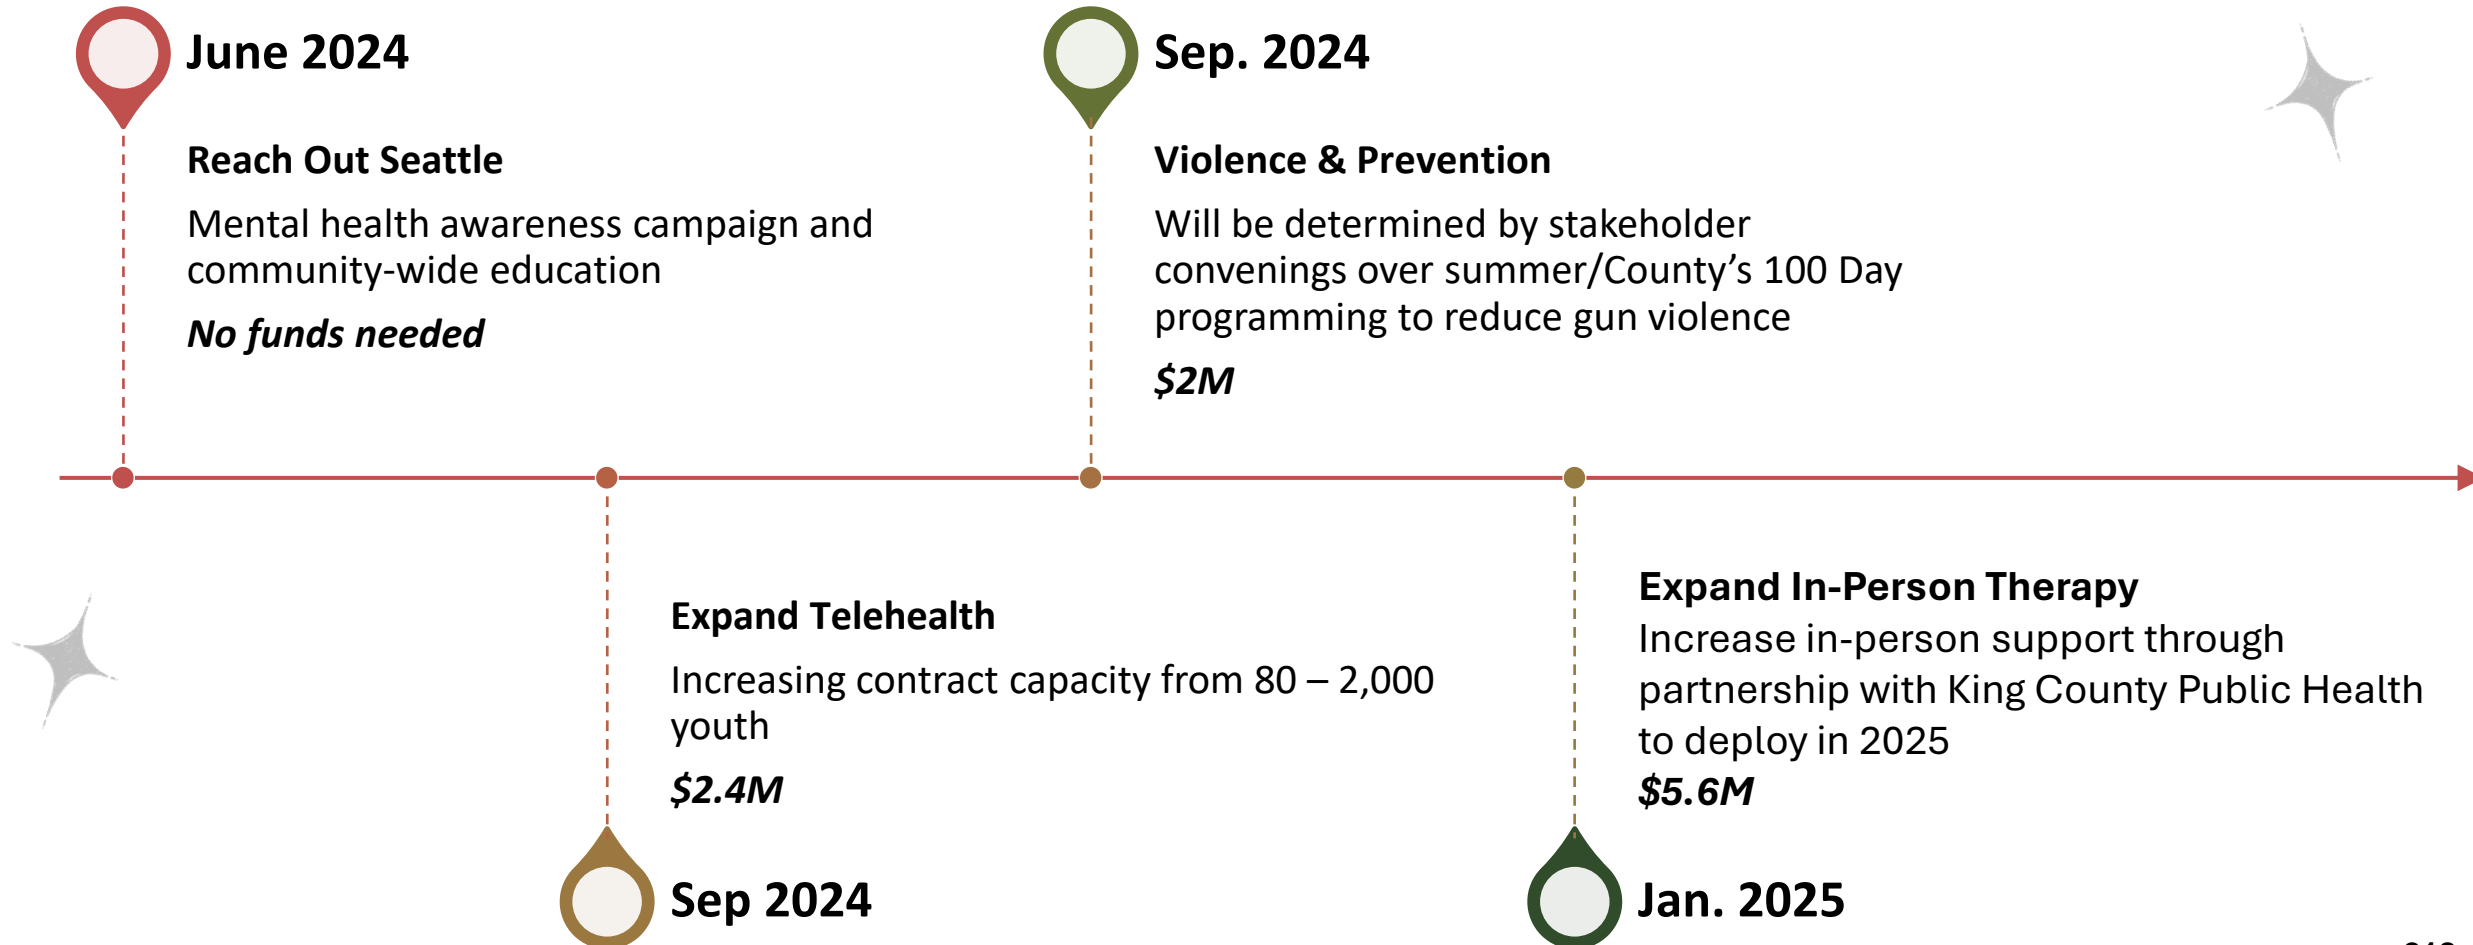 June 2024
Reach Out Seattle
Mental health awareness campaign and
community-wide education
No funds needed
Sep. 2024
Violence & Prevention
Will be determined by stakeholder
convenings over summer/County’s 100 Day
programming to reduce gun violence
$2M
Expand Telehealth
Increasing contract capacity from 80 – 2,000
youth
$2.4M
Sep 2024
Expand In-Person Therapy
Increase in-person support through
partnership with King County Public Health
to deploy in 2025
$5.6M
Jan. 2025